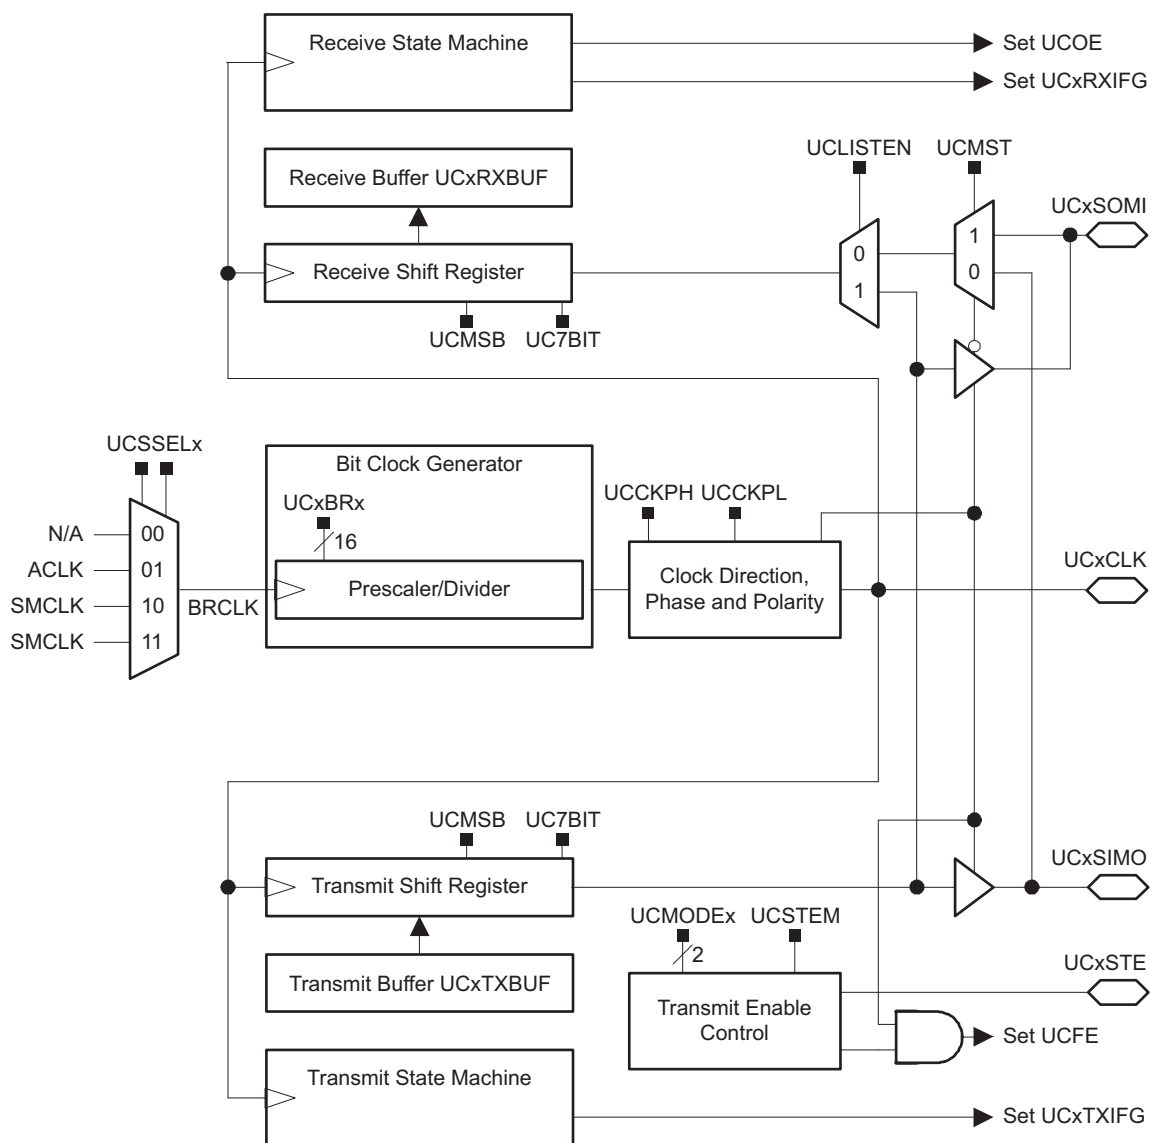 Receive State Machine
Set UCOE
Set UCxRXIFG
UCLISTEN
UCMST
Receive Buffer UCxRXBUF
UCxSOMI
1
0
0
1
Receive Shift Register
UCMSB
UC7BIT
UCSSELx
Bit Clock Generator
UCxBRx
16
UCCKPH
UCCKPL
N/A
00
ACLK
01
SMCLK
10
SMCLK
11
BRCLK
Prescaler/Divider
Clock Direction,
Phase and Polarity
UCxCLK
UCMSB
UC7BIT
Transmit Shift Register
UCxSIMO
UCMODEx
UCSTEM
2
Transmit Buffer UCxTXBUF
UCxSTE
Transmit Enable
Control
Set UCFE
Transmit State Machine
Set UCxTXIFG